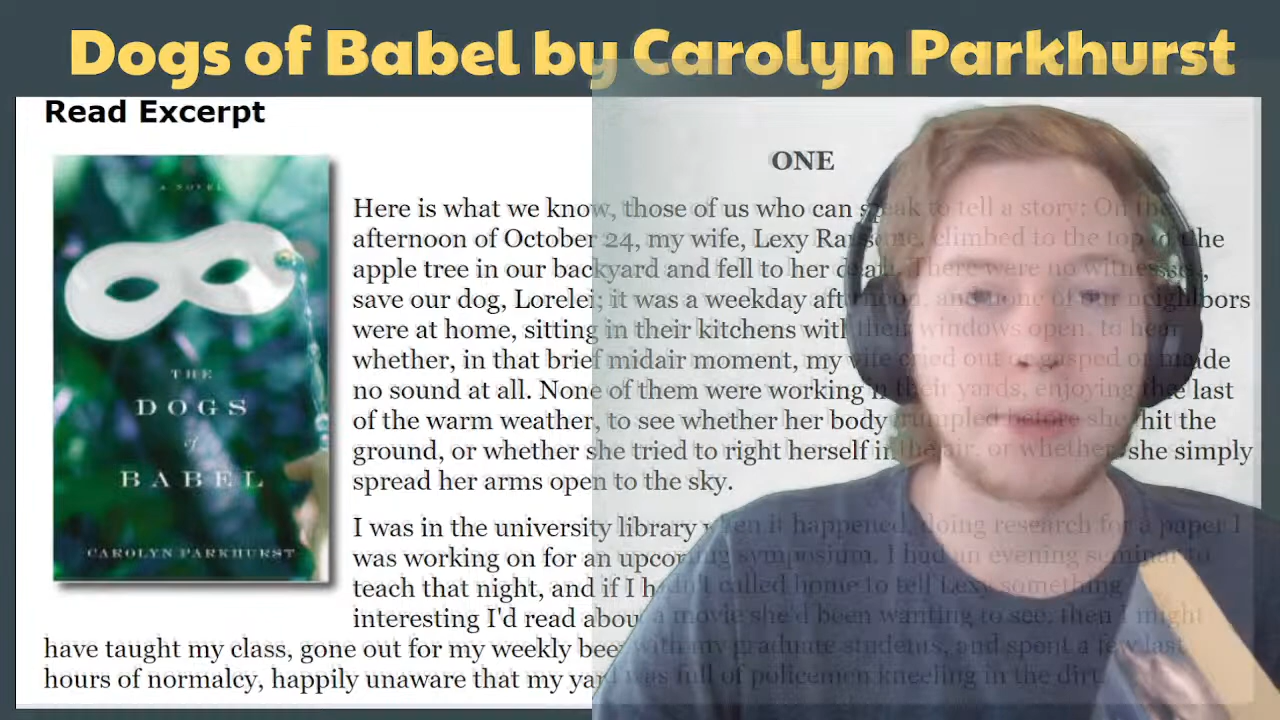 Dogs of Babel by Carolyn Parkhurst
Read Excerpt
A NOVEL
THE
DOGS
of
BABEL
CAROLYN PARKHURST
ONE
Here is what we know, those of us who can speak to tell a story: On the
afternoon of October 24, my wife, Lexy Ransome, climbed to the top of the
apple tree in our backyard and fell to her death. There were no witnesses,
save our dog, Lorelei; it was a weekday afternoon, and none of our neighbors
were at home, sitting in their kitchens with their windows open, to hear
whether, in that brief midair moment, my wife cried out or gasped or made
no sound at all. None of them were working in their yards, enjoying the last
of the warm weather, to see whether her body crumpled before she hit the
ground, or whether she tried to right herself in the air, or whether she simply
spread her arms open to the sky.
I was in the university library when it happened, doing research for a paper I
was working on for an upcoming symposium. I had an evening seminar to
teach that night, and if I hadn't called home to tell Lexy something
interesting I'd read about a movie she'd been wanting to see, then I might
have taught my class, gone out for my weekly beer with my graduate students, and spent a few last
hours of normalcy, happily unaware that my yard was full of policemen kneeling in the dirt.